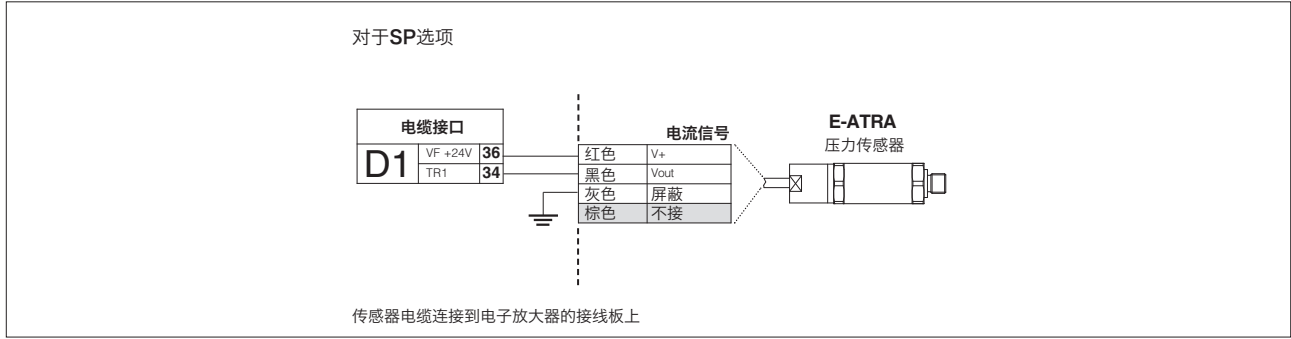 对于SP选项
电缆接口
D1
VF +24V 36
TR1 34
电流信号
红色 V+
黑色 Vout
灰色 屏蔽
棕色 不接
E-ATRA
压力传感器
传感器电缆连接到电子放大器的接线板上